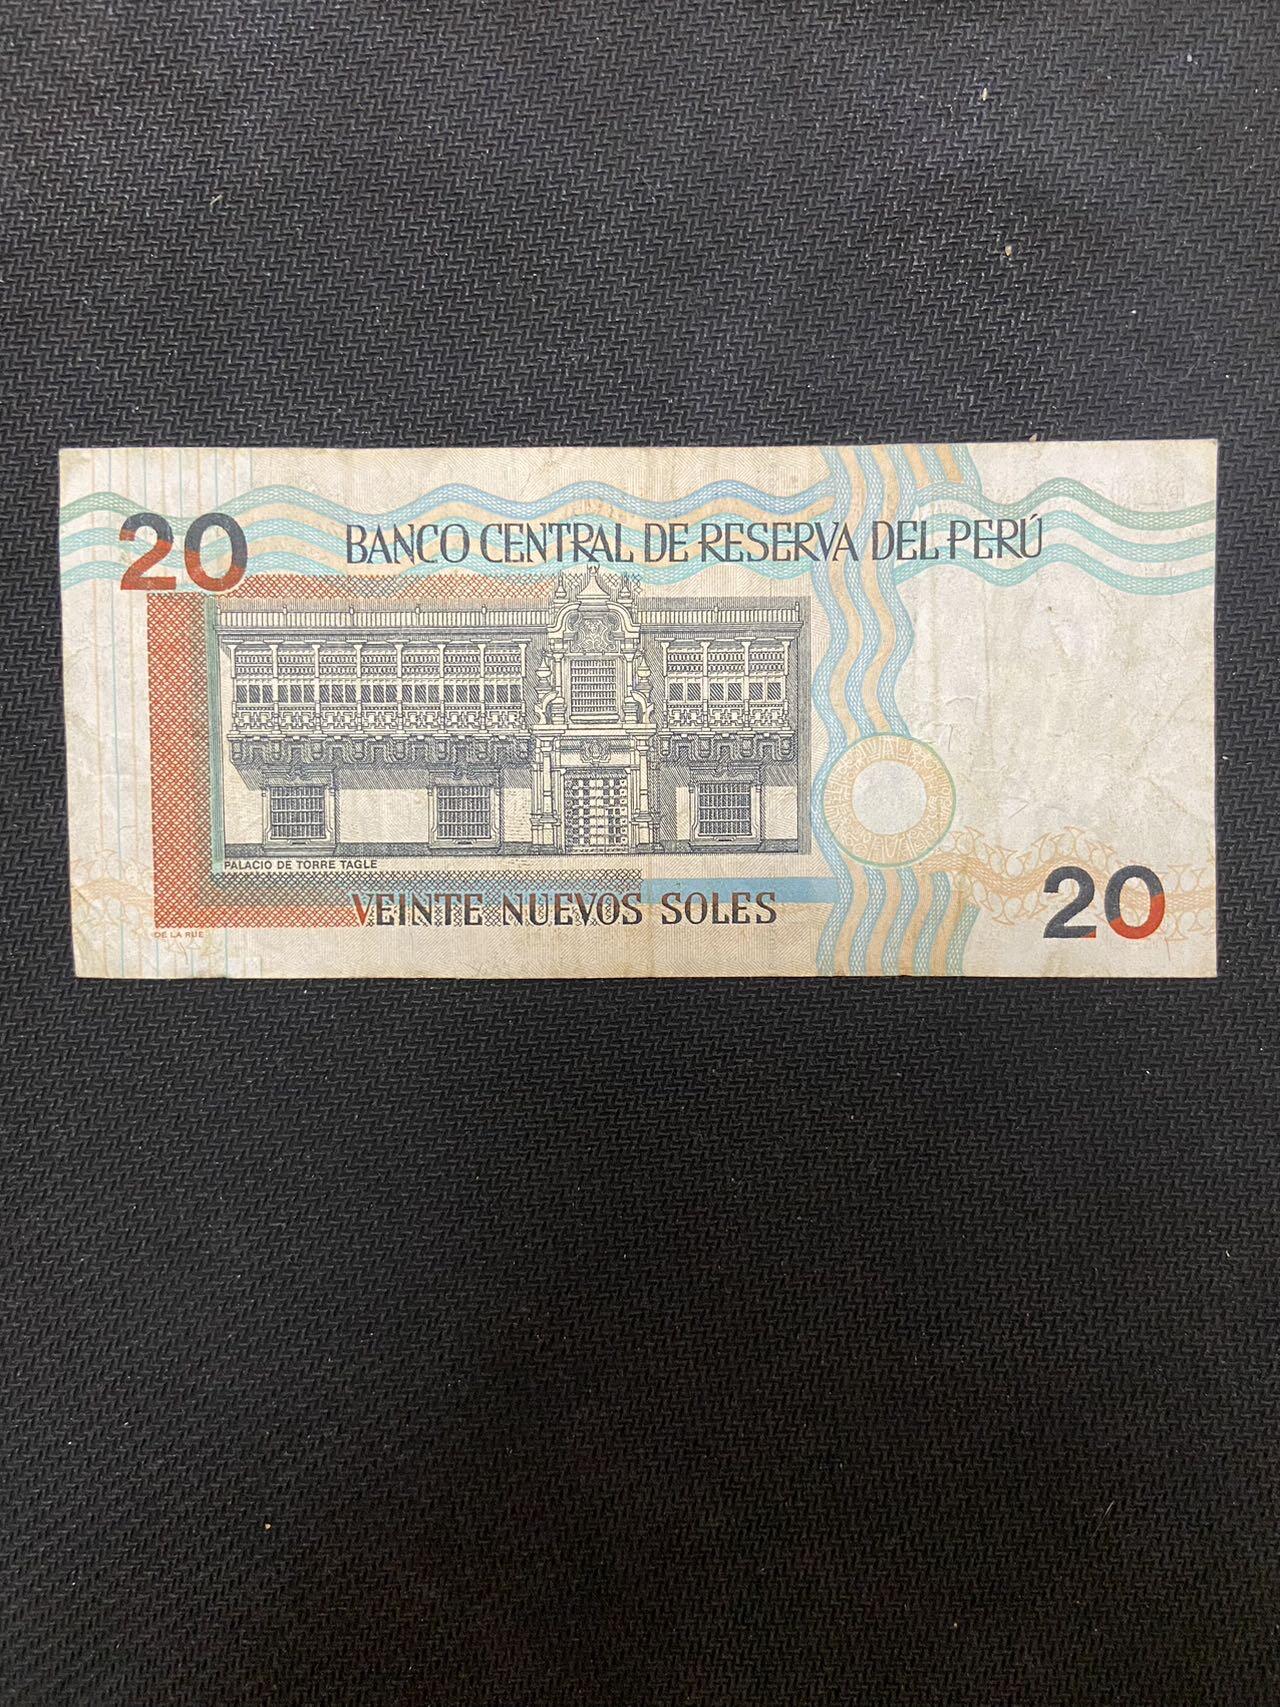 20
BANCO CENTRAL DE RESERVA DEL PERÚ
PALACIO DE TORRE TAGLE
VEINTE NUEVOS SOLES
DE LA RUE
20